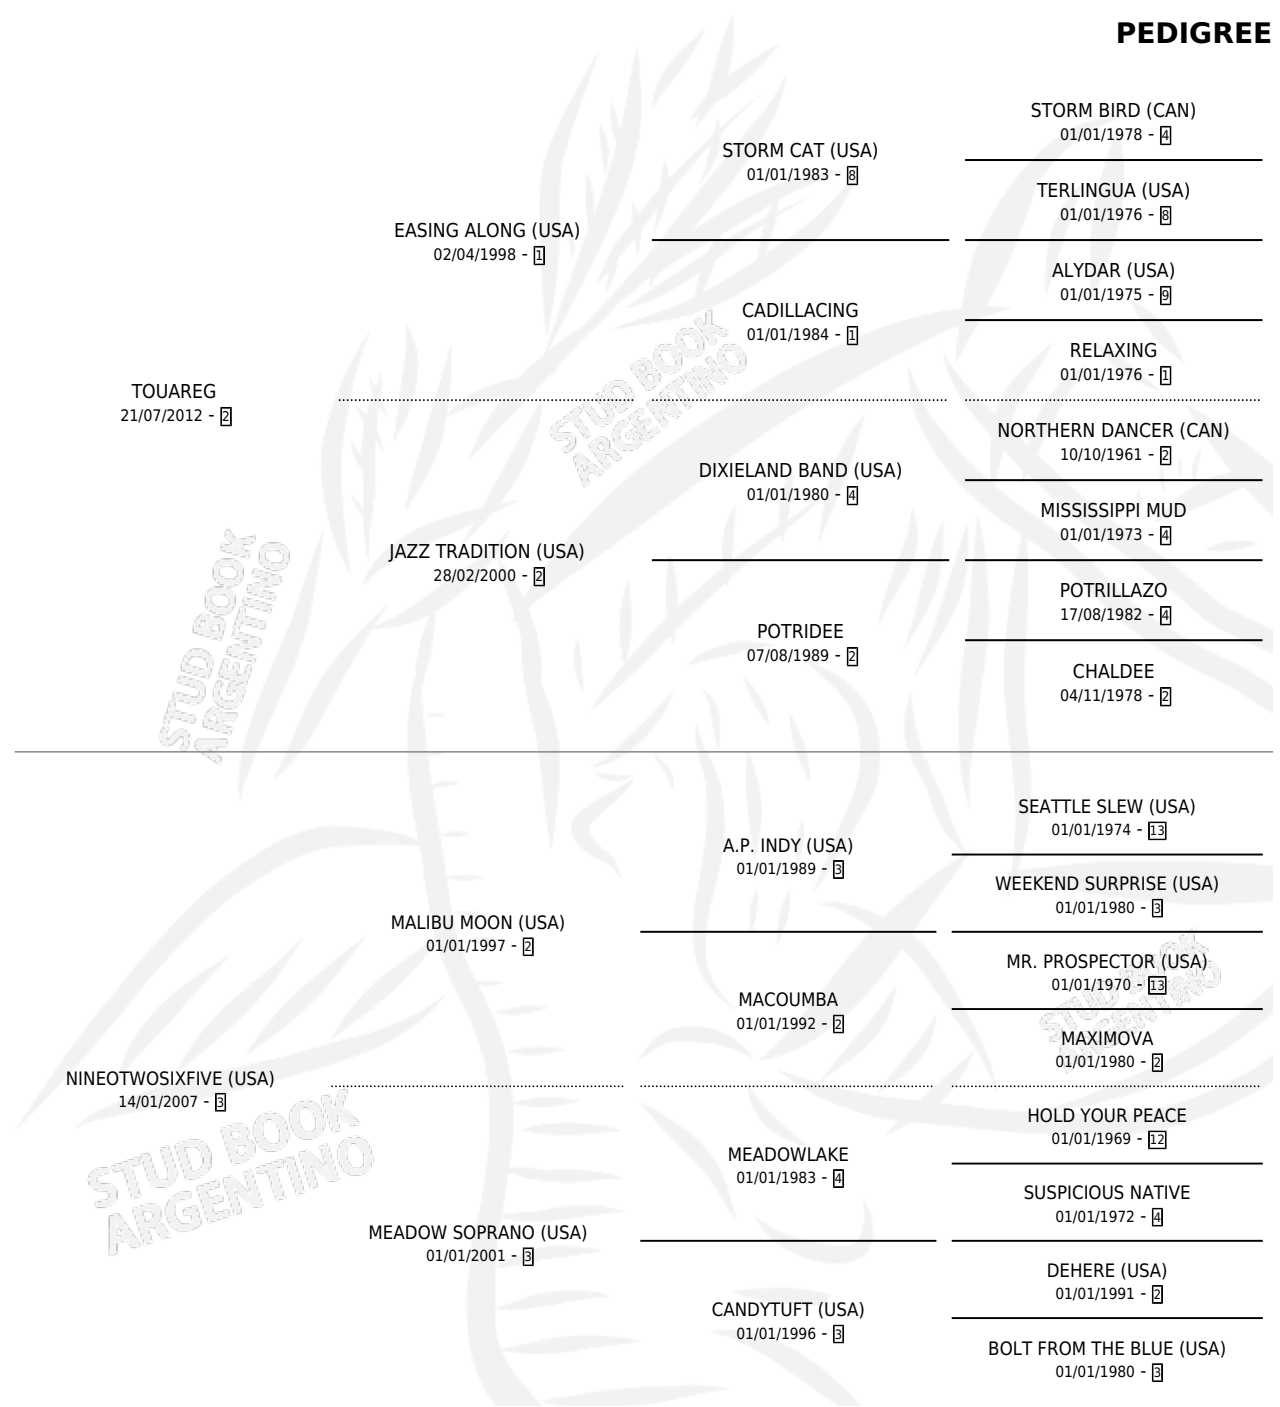 PEDIGREE
STORM BIRD (CAN)
01/01/1978 - 4
STORM CAT (USA)
01/01/1983 - 8
TERLINGUA (USA)
01/01/1976 - 8
EASING ALONG (USA)
02/04/1998 - 1
ALYDAR (USA)
01/01/1975 - 9
CADILLACING
01/01/1984 - 1
RELAXING
01/01/1976 - 1
TOUAREG
21/07/2012 - 2
NORTHERN DANCER (CAN)
10/10/1961 - 2
DIXIELAND BAND (USA)
01/01/1980 - 4
MISSISSIPPI MUD
01/01/1973 - 4
JAZZ TRADITION (USA)
28/02/2000 - 2
POTRILLAZO
17/08/1982 - 4
POTRIDEE
07/08/1989 - 2
CHALDEE
04/11/1978 - 2
STUD BOOK
ARGENTINO
STUD BOOK
ARGENTINO
SEATTLE SLEW (USA)
01/01/1974 - 13
A.P. INDY (USA)
01/01/1989 - 3
WEEKEND SURPRISE (USA)
01/01/1980 - 3
MALIBU MOON (USA)
01/01/1997 - 2
MR. PROSPECTOR (USA)
01/01/1970 - 13
MACOUMBA
01/01/1992 - 2
MAXIMOVA
01/01/1980 - 2
NINEOTWOSIXFIVE (USA)
14/01/2007 - 3
HOLD YOUR PEACE
01/01/1969 - 12
MEADOWLAKE
01/01/1983 - 4
SUSPICIOUS NATIVE
01/01/1972 - 4
MEADOW SOPRANO (USA)
01/01/2001 - 3
DEHERE (USA)
01/01/1991 - 2
CANDYTUFT (USA)
01/01/1996 - 3
BOLT FROM THE BLUE (USA)
01/01/1980 - 3
STUD BOOK
ARGENTINO
STUD BOOK
ARGENTINO